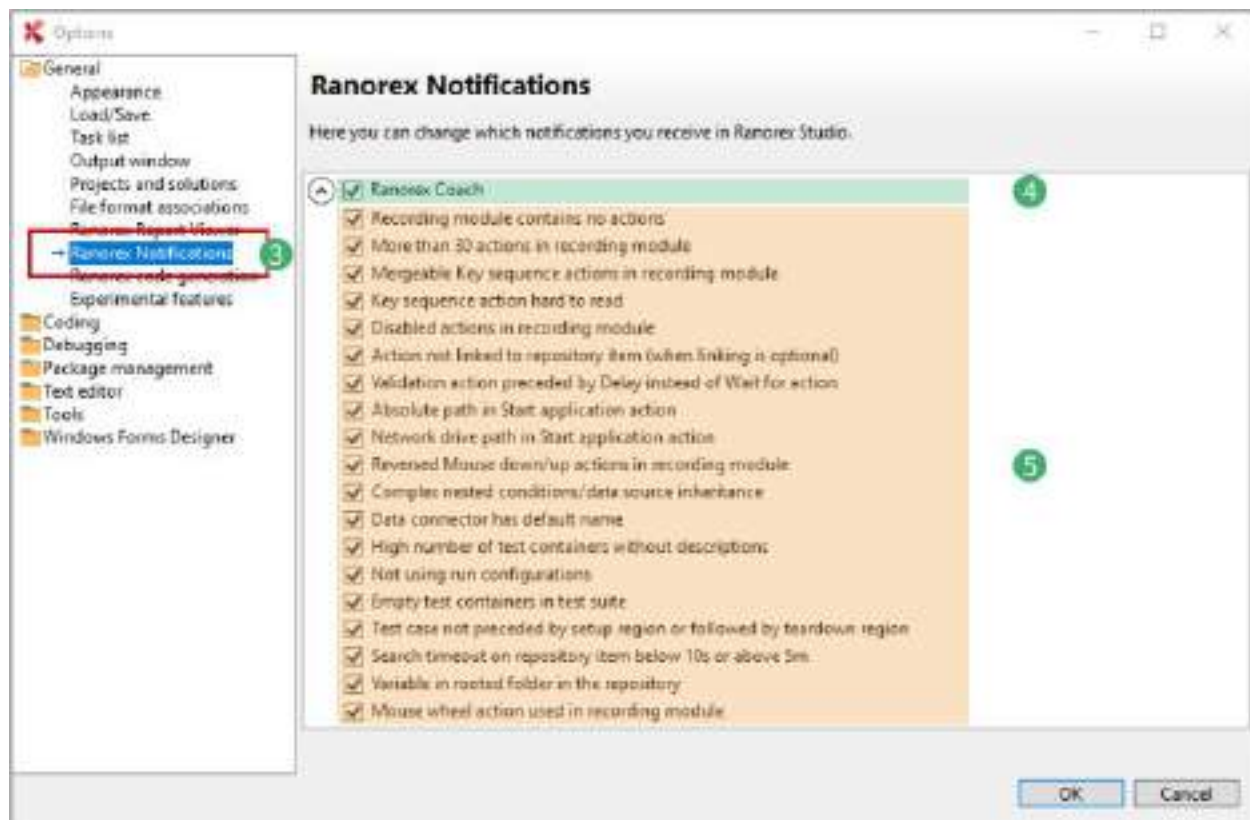 Options
General
Appearance
Load/Save
Task list
Output window
Projects and solutions
File format associations
Ranorex Report Viewer
Ranorex Notifications
Ranorex code generation
Experimental features
Coding
Debugging
Package management
Text editor
Tools
Windows Forms Designer
3
Ranorex Notifications
Here you can change which notifications you receive in Ranorex Studio.
Ranorex Coach
4
Recording module contains no actions
More than 30 actions in recording module
Mergeable Key sequence actions in recording module
Key sequence action hard to read
Disabled actions in recording module
Action not linked to repository item (when linking is optional)
Validation action preceded by Delay instead of Wait for action
Absolute path in Start application action
Network drive path in Start application action
Reversed Mouse down/up actions in recording module
5
Complex nested conditions/data source inheritance
Data connector has default name
High number of test containers without descriptions
Not using run configurations
Empty test containers in test suite
Test case not preceded by setup region or followed by teardown region
Search timeout on repository item below 10s or above 5m
Variable in rooted folder in the repository
Mouse wheel action used in recording module
OK
Cancel